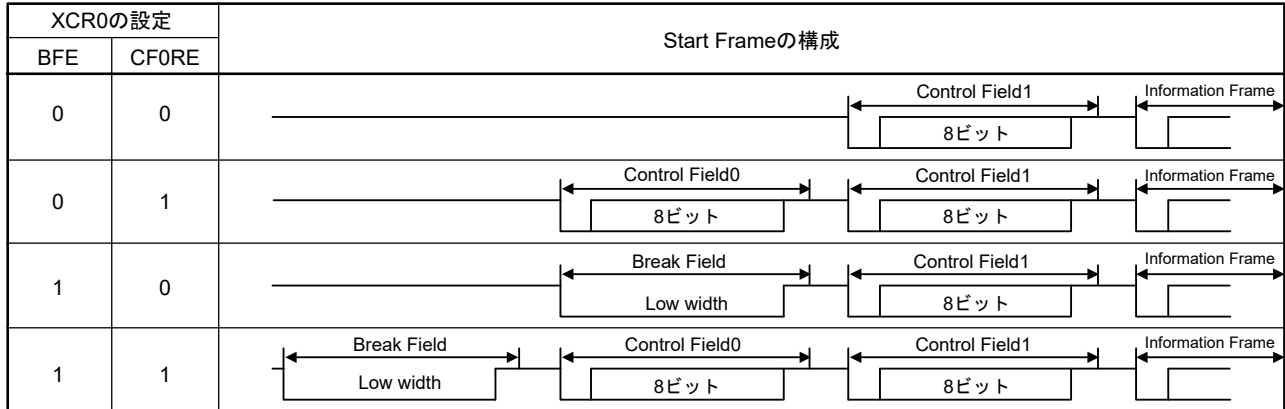 XCR0の設定
Start Frameの構成
BFE
CF0RE
0
0
Control Field1
Information Frame
8ビット
0
1
Control Field0
Control Field1
Information Frame
8ビット
8ビット
1
0
Break Field
Control Field1
Information Frame
Low width
8ビット
1
1
Break Field
Control Field0
Control Field1
Information Frame
Low width
8ビット
8ビット